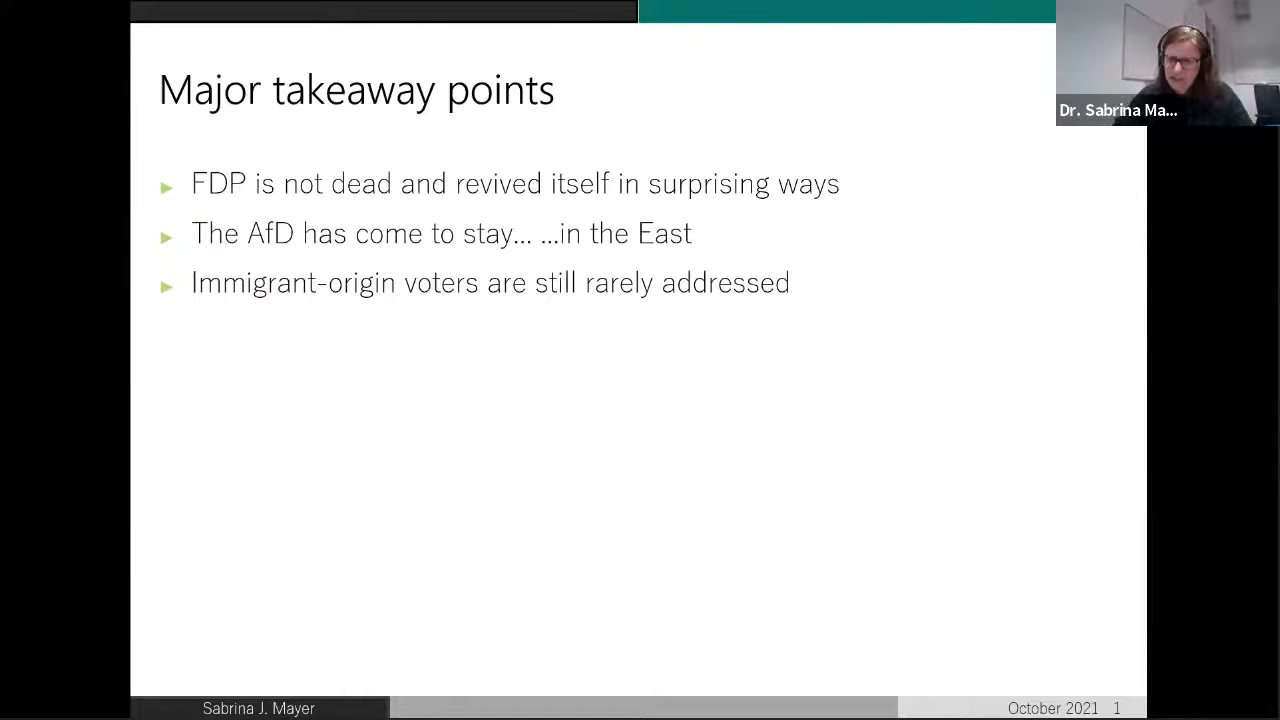 Major takeaway points
FDP is not dead and revived itself in surprising ways
The AfD has come to stay... ...in the East
Immigrant-origin voters are still rarely addressed
Dr. Sabrina Ma...
Sabrina J. Mayer
October 2021 1